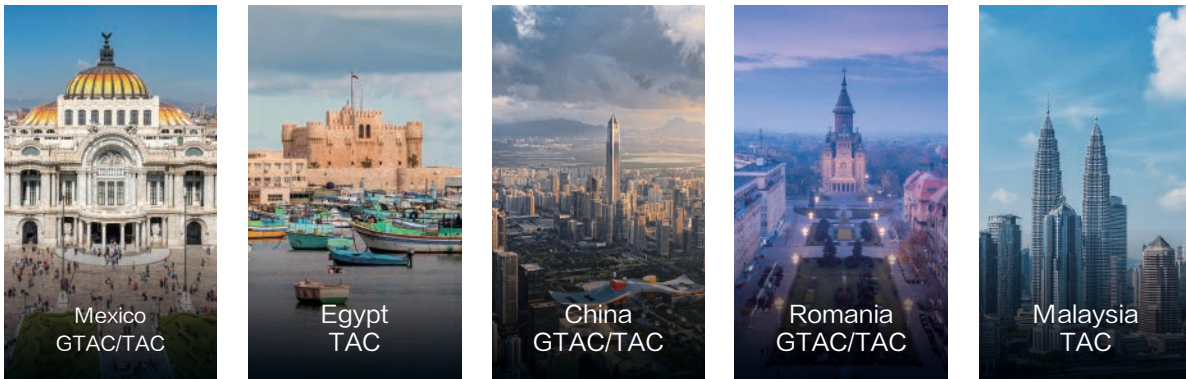 Mexico
GTAC/TAC
Egypt
TAC
China
GTAC/TAC
Romania
GTAC/TAC
Malaysia
TAC